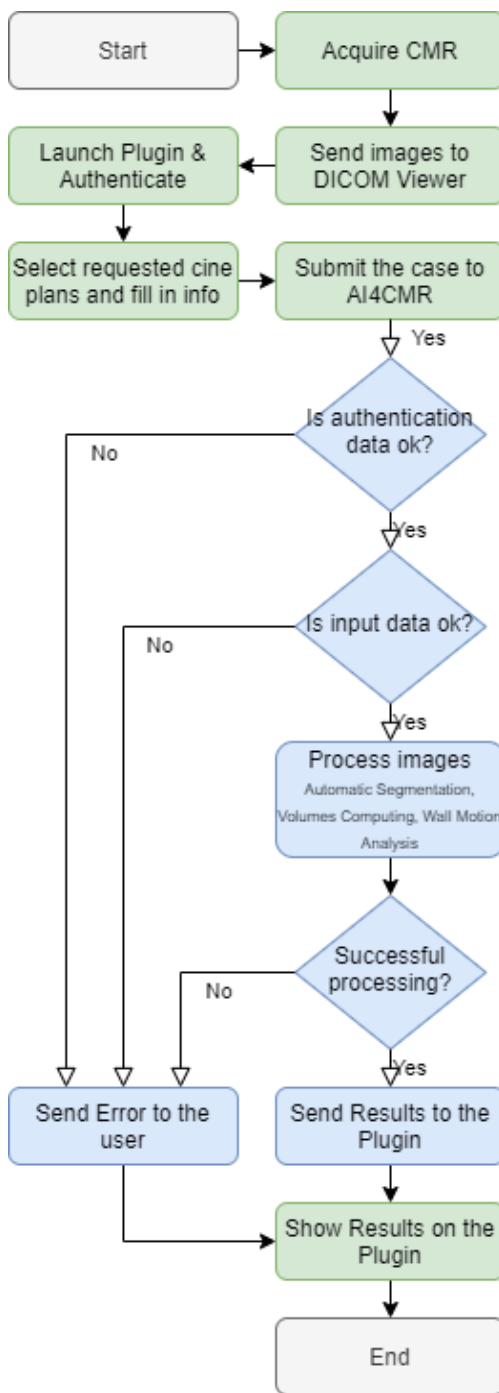 Start
Acquire CMR
Launch Plugin &
Authenticate
Send images to
DICOM Viewer
Select requested cine
plans and fill in info
Submit the case to
AI4CMR
Yes
Is authentication
data ok?
No
Yes
Is input data ok?
No
Yes
Process images
Automatic Segmentation,
Volumes Computing, Wall Motion
Analysis
Successful
processing?
No
Yes
Send Error to the
user
Send Results to the
Plugin
Show Results on the
Plugin
End